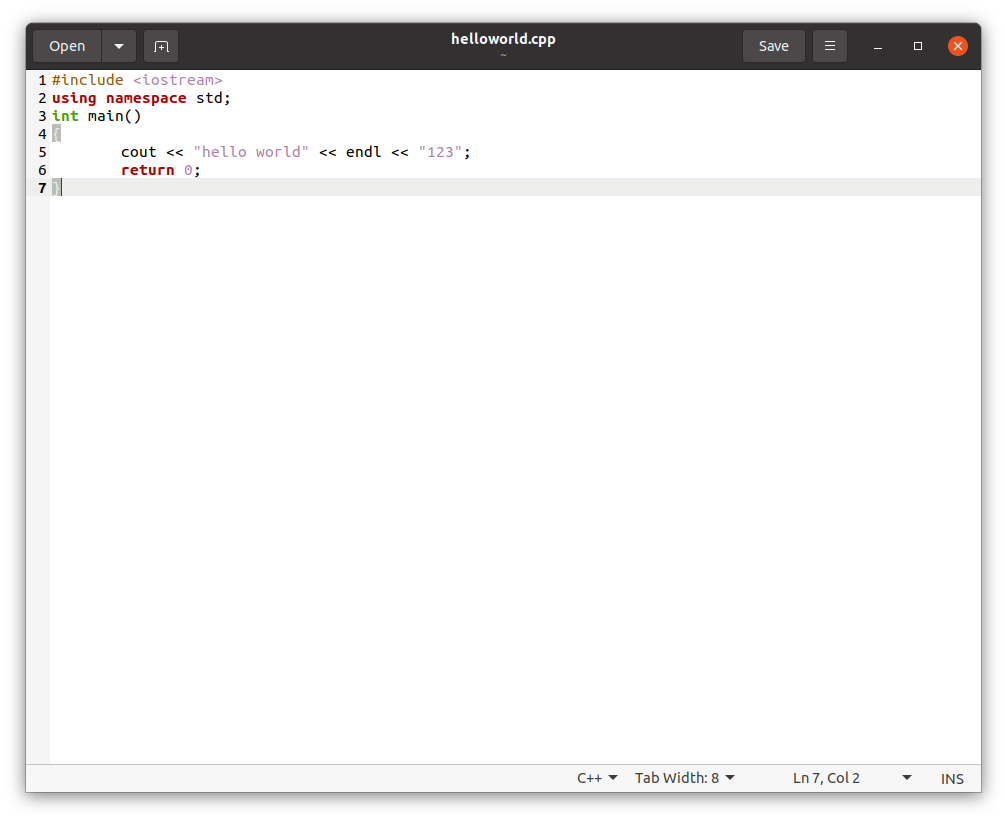 Open
helloworld.cpp
~
Save
1 #include <iostream>
2 using namespace std;
3 int main()
4 {
5         cout << "hello world" << endl << "123";
6         return 0;
7 }
C++ Tab Width: 8 Ln 7, Col 2 INS